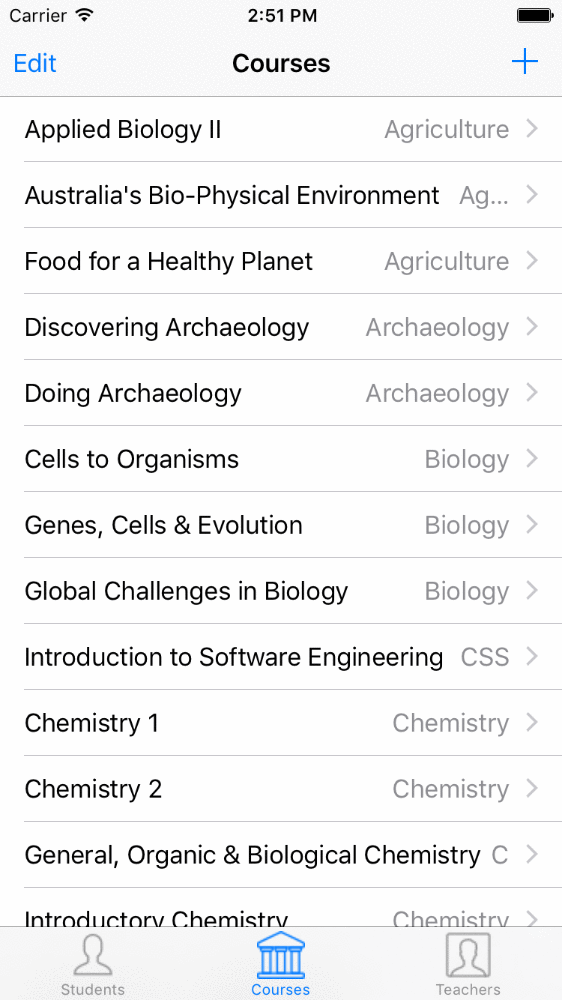 Carrier 2:51 PM
Edit Courses +
Applied Biology II Agriculture
Australia's Bio-Physical Environment Ag...
Food for a Healthy Planet Agriculture
Discovering Archaeology Archaeology
Doing Archaeology Archaeology
Cells to Organisms Biology
Genes, Cells & Evolution Biology
Global Challenges in Biology Biology
Introduction to Software Engineering CSS
Chemistry 1 Chemistry
Chemistry 2 Chemistry
General, Organic & Biological Chemistry C
Introductory Chemistry Chemistry
Students Courses Teachers